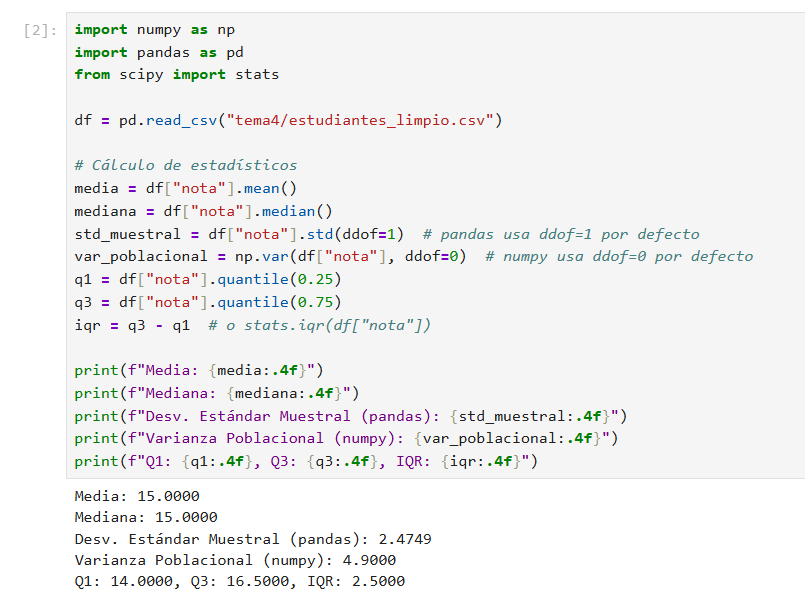 [2]:
import numpy as np
import pandas as pd
from scipy import stats
df = pd.read_csv("tema4/estudiantes_limpio.csv")
# Cálculo de estadísticos
media = df["nota"].mean()
mediana = df["nota"].median()
std_muestral = df["nota"].std(ddof=1)  # pandas usa ddof=1 por defecto
var_poblacional = np.var(df["nota"], ddof=0)  # numpy usa ddof=0 por defecto
q1 = df["nota"].quantile(0.25)
q3 = df["nota"].quantile(0.75)
iqr = q3 - q1  # o stats.iqr(df["nota"])
print(f"Media: {media:.4f}")
print(f"Mediana: {mediana:.4f}")
print(f"Desv. Estándar Muestral (pandas): {std_muestral:.4f}")
print(f"Varianza Poblacional (numpy): {var_poblacional:.4f}")
print(f"Q1: {q1:.4f}, Q3: {q3:.4f}, IQR: {iqr:.4f}")
Media: 15.0000
Mediana: 15.0000
Desv. Estándar Muestral (pandas): 2.4749
Varianza Poblacional (numpy): 4.9000
Q1: 14.0000, Q3: 16.5000, IQR: 2.5000